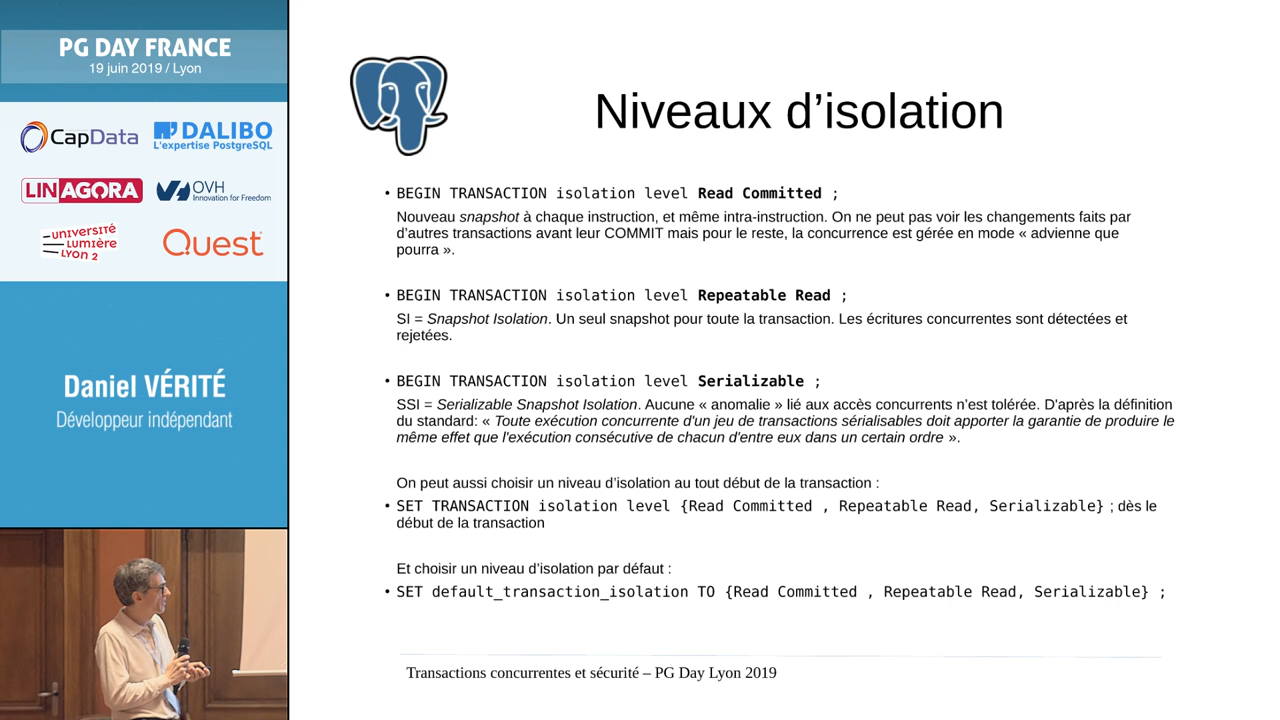 PG DAY FRANCE
19 juin 2019 / Lyon
CapData
DALIBO
L'expertise PostgreSQL
LINAGORA
OVH
Innovation for Freedom
UNIVERSITÉ
LUMIÈRE
LYON 2
Quest
Daniel VÉRITÉ
Développeur indépendant
Niveaux d’isolation
• BEGIN TRANSACTION isolation level Read Committed ;
Nouveau snapshot à chaque instruction, et même intra-instruction. On ne peut pas voir les changements faits par
d’autres transactions avant leur COMMIT mais pour le reste, la concurrence est gérée en mode « advienne que
pourra ».
• BEGIN TRANSACTION isolation level Repeatable Read ;
SI = Snapshot Isolation. Un seul snapshot pour toute la transaction. Les écritures concurrentes sont détectées et
rejetées.
• BEGIN TRANSACTION isolation level Serializable ;
SSI = Serializable Snapshot Isolation. Aucune « anomalie » lié aux accès concurrents n’est tolérée. D'après la définition
du standard: « Toute exécution concurrente d'un jeu de transactions sérialisables doit apporter la garantie de produire le
même effet que l'exécution consécutive de chacun d'entre eux dans un certain ordre ».
On peut aussi choisir un niveau d’isolation au tout début de la transaction :
• SET TRANSACTION isolation level {Read Committed , Repeatable Read, Serializable} ; dès le
début de la transaction
Et choisir un niveau d’isolation par défaut :
• SET default_transaction_isolation TO {Read Committed , Repeatable Read, Serializable} ;
Transactions concurrentes et sécurité – PG Day Lyon 2019